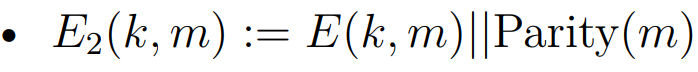 • E₂(k, m) := E(k, m)||Parity(m)